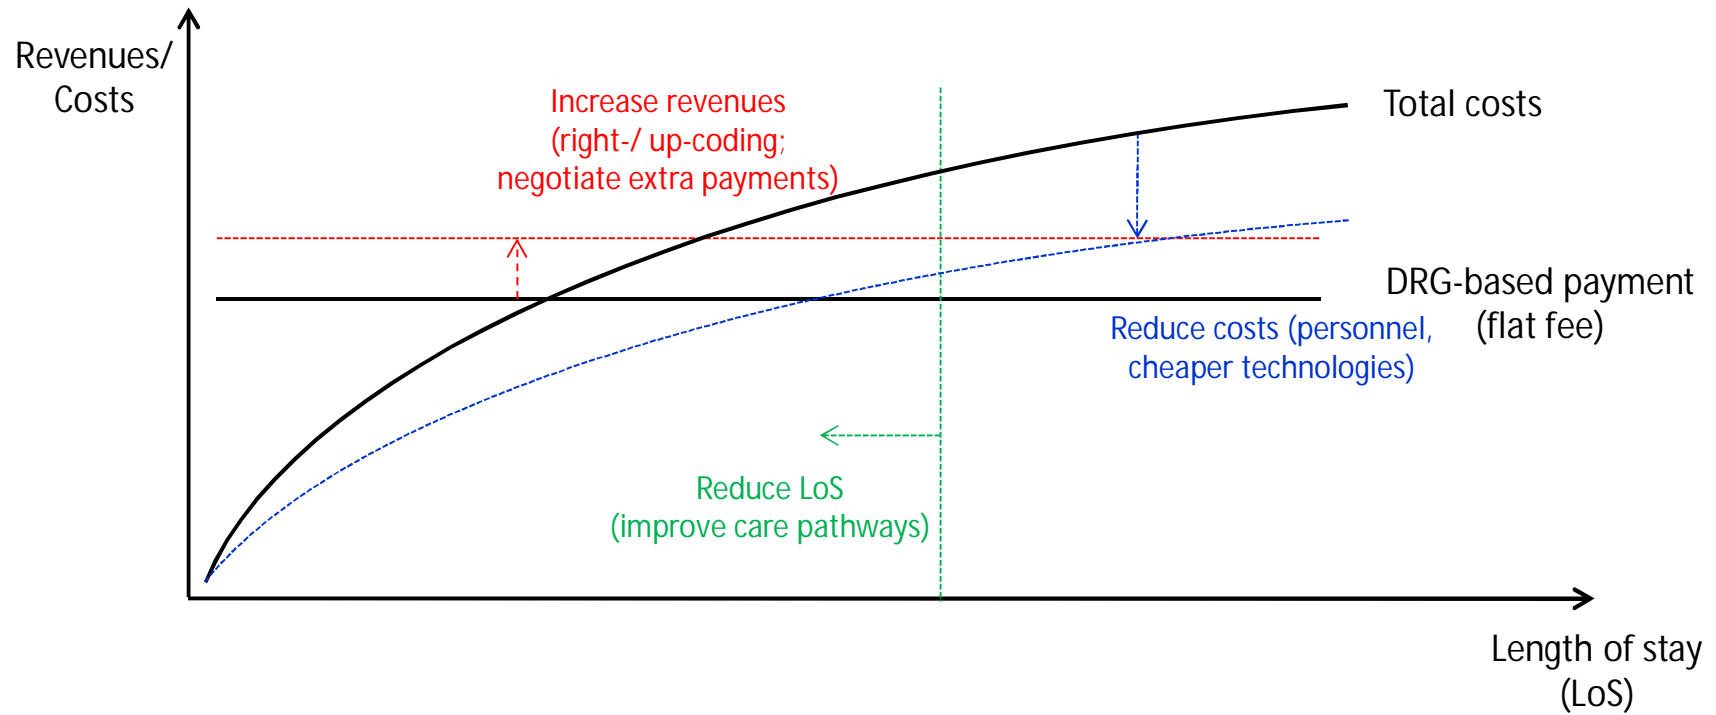 Revenues/
Costs
Increase revenues
(right-/ up-coding;
negotiate extra payments)
Total costs
DRG-based payment
(flat fee)
Reduce costs (personnel,
cheaper technologies)
Reduce LoS
(improve care pathways)
Length of stay
(LoS)